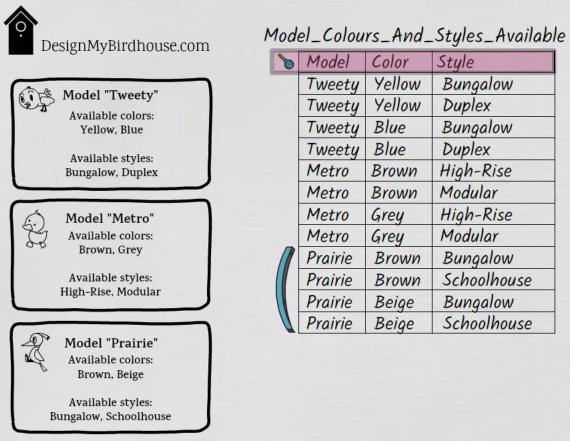 DesignMyBirdhouse.com
Model "Tweety"
Available colors:
Yellow, Blue
Available styles:
Bungalow, Duplex
Model "Metro"
Available colors:
Brown, Grey
Available styles:
High-Rise, Modular
Model "Prairie"
Available colors:
Brown, Beige
Available styles:
Bungalow, Schoolhouse
Model_Colours_And_Styles_Available
Model Color Style
Tweety Yellow Bungalow
Tweety Yellow Duplex
Tweety Blue Bungalow
Tweety Blue Duplex
Metro Brown High-Rise
Metro Brown Modular
Metro Grey High-Rise
Metro Grey Modular
Prairie Brown Bungalow
Prairie Brown Schoolhouse
Prairie Beige Bungalow
Prairie Beige Schoolhouse